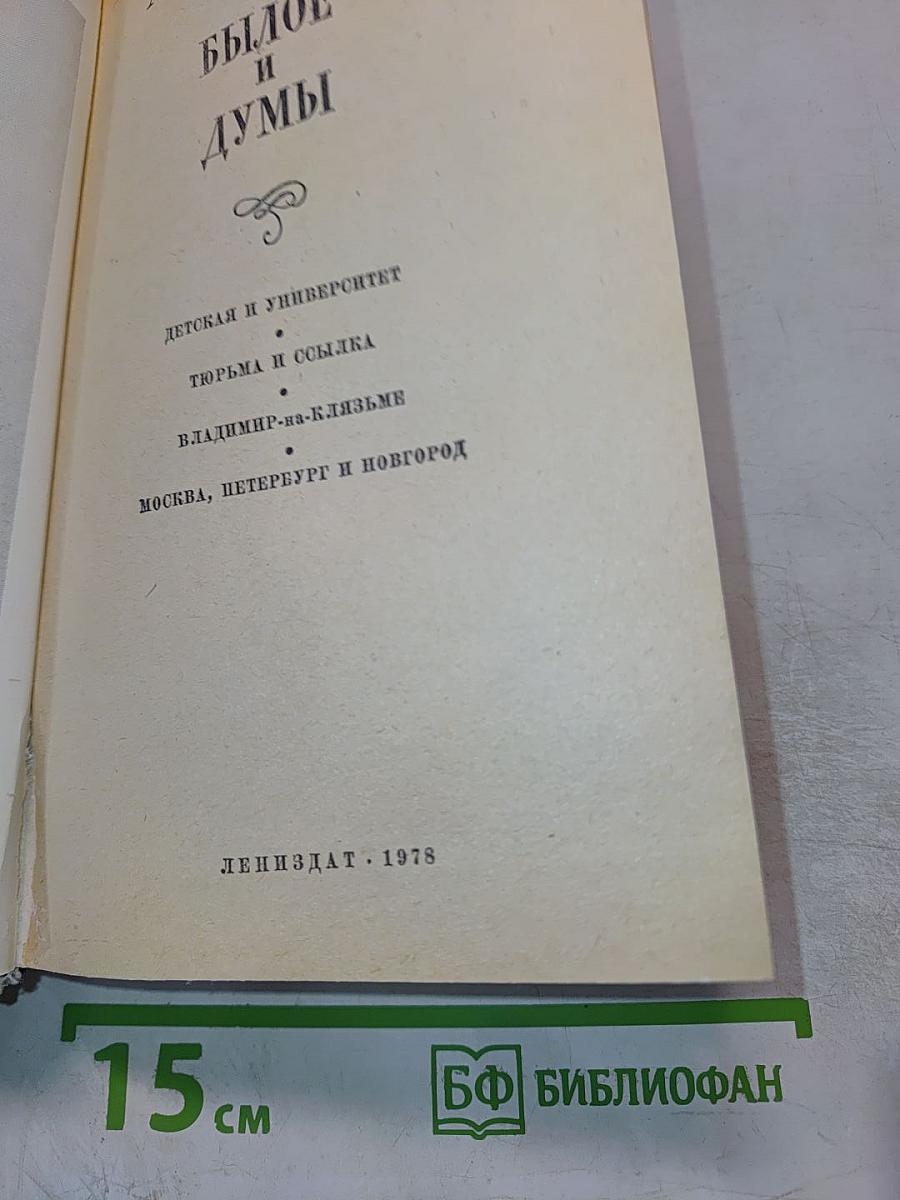 БЫЛОЕ
И
ДУМЫ
ДЕТСКАЯ И УНИВЕРСИТЕТ
•
ТЮРЬМА И ССЫЛКА
•
ВЛАДИМИР-на-КЛЯЗЬМЕ
•
МОСКВА, ПЕТЕРБУРГ И НОВГОРОД
ЛЕНИЗДАТ • 1978
15 см
БФ БИБЛИОФАН